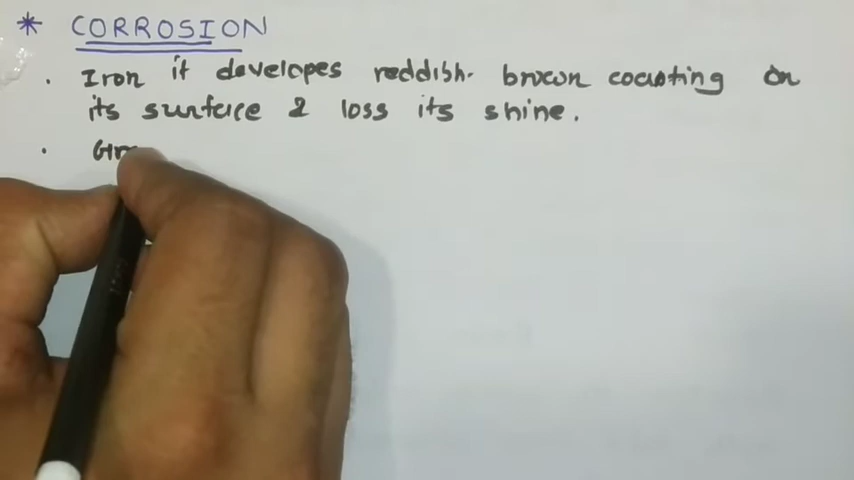 * CORROSION
. Iron it developes reddish. brown coating on
its surface & loss its shine.
.